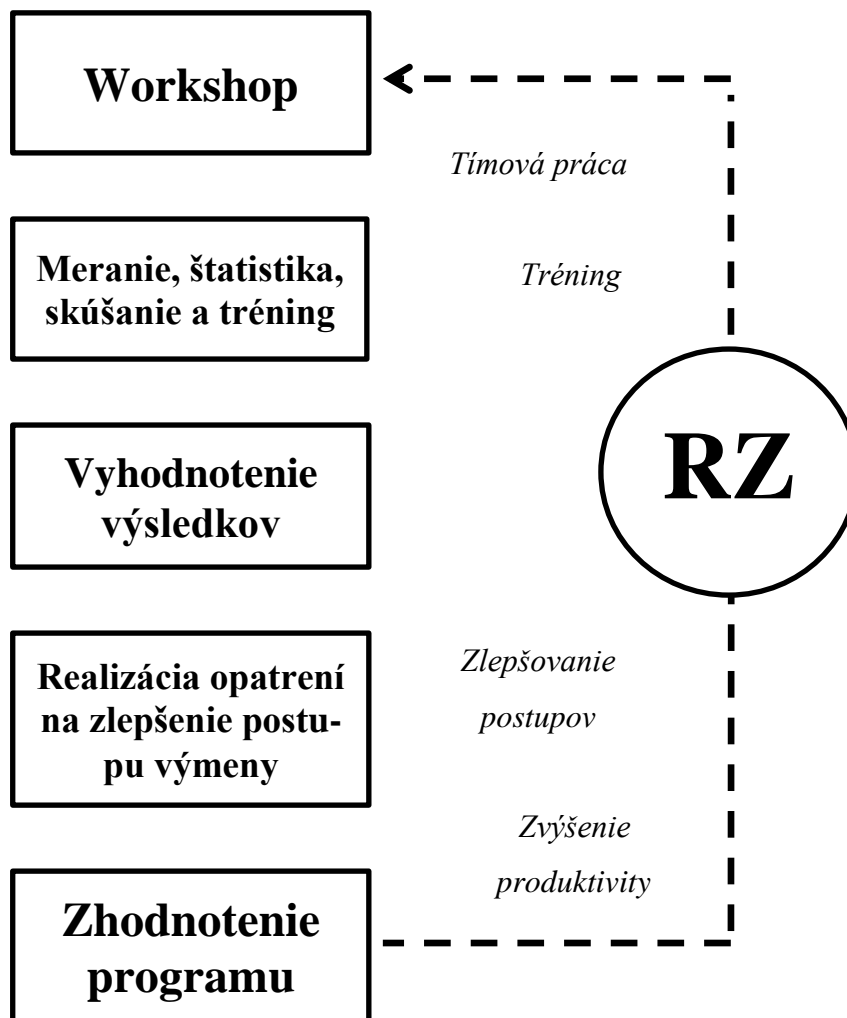 Workshop
Tímová práca
Meranie, štatistika,
skúšanie a tréning
Tréning
Vyhodnotenie
výsledkov
RZ
Realizácia opatrení
na zlepšenie postu-
pu výmeny
Zlepšovanie
postupov
Zvýšenie
produktivity
Zhodnotenie
programu